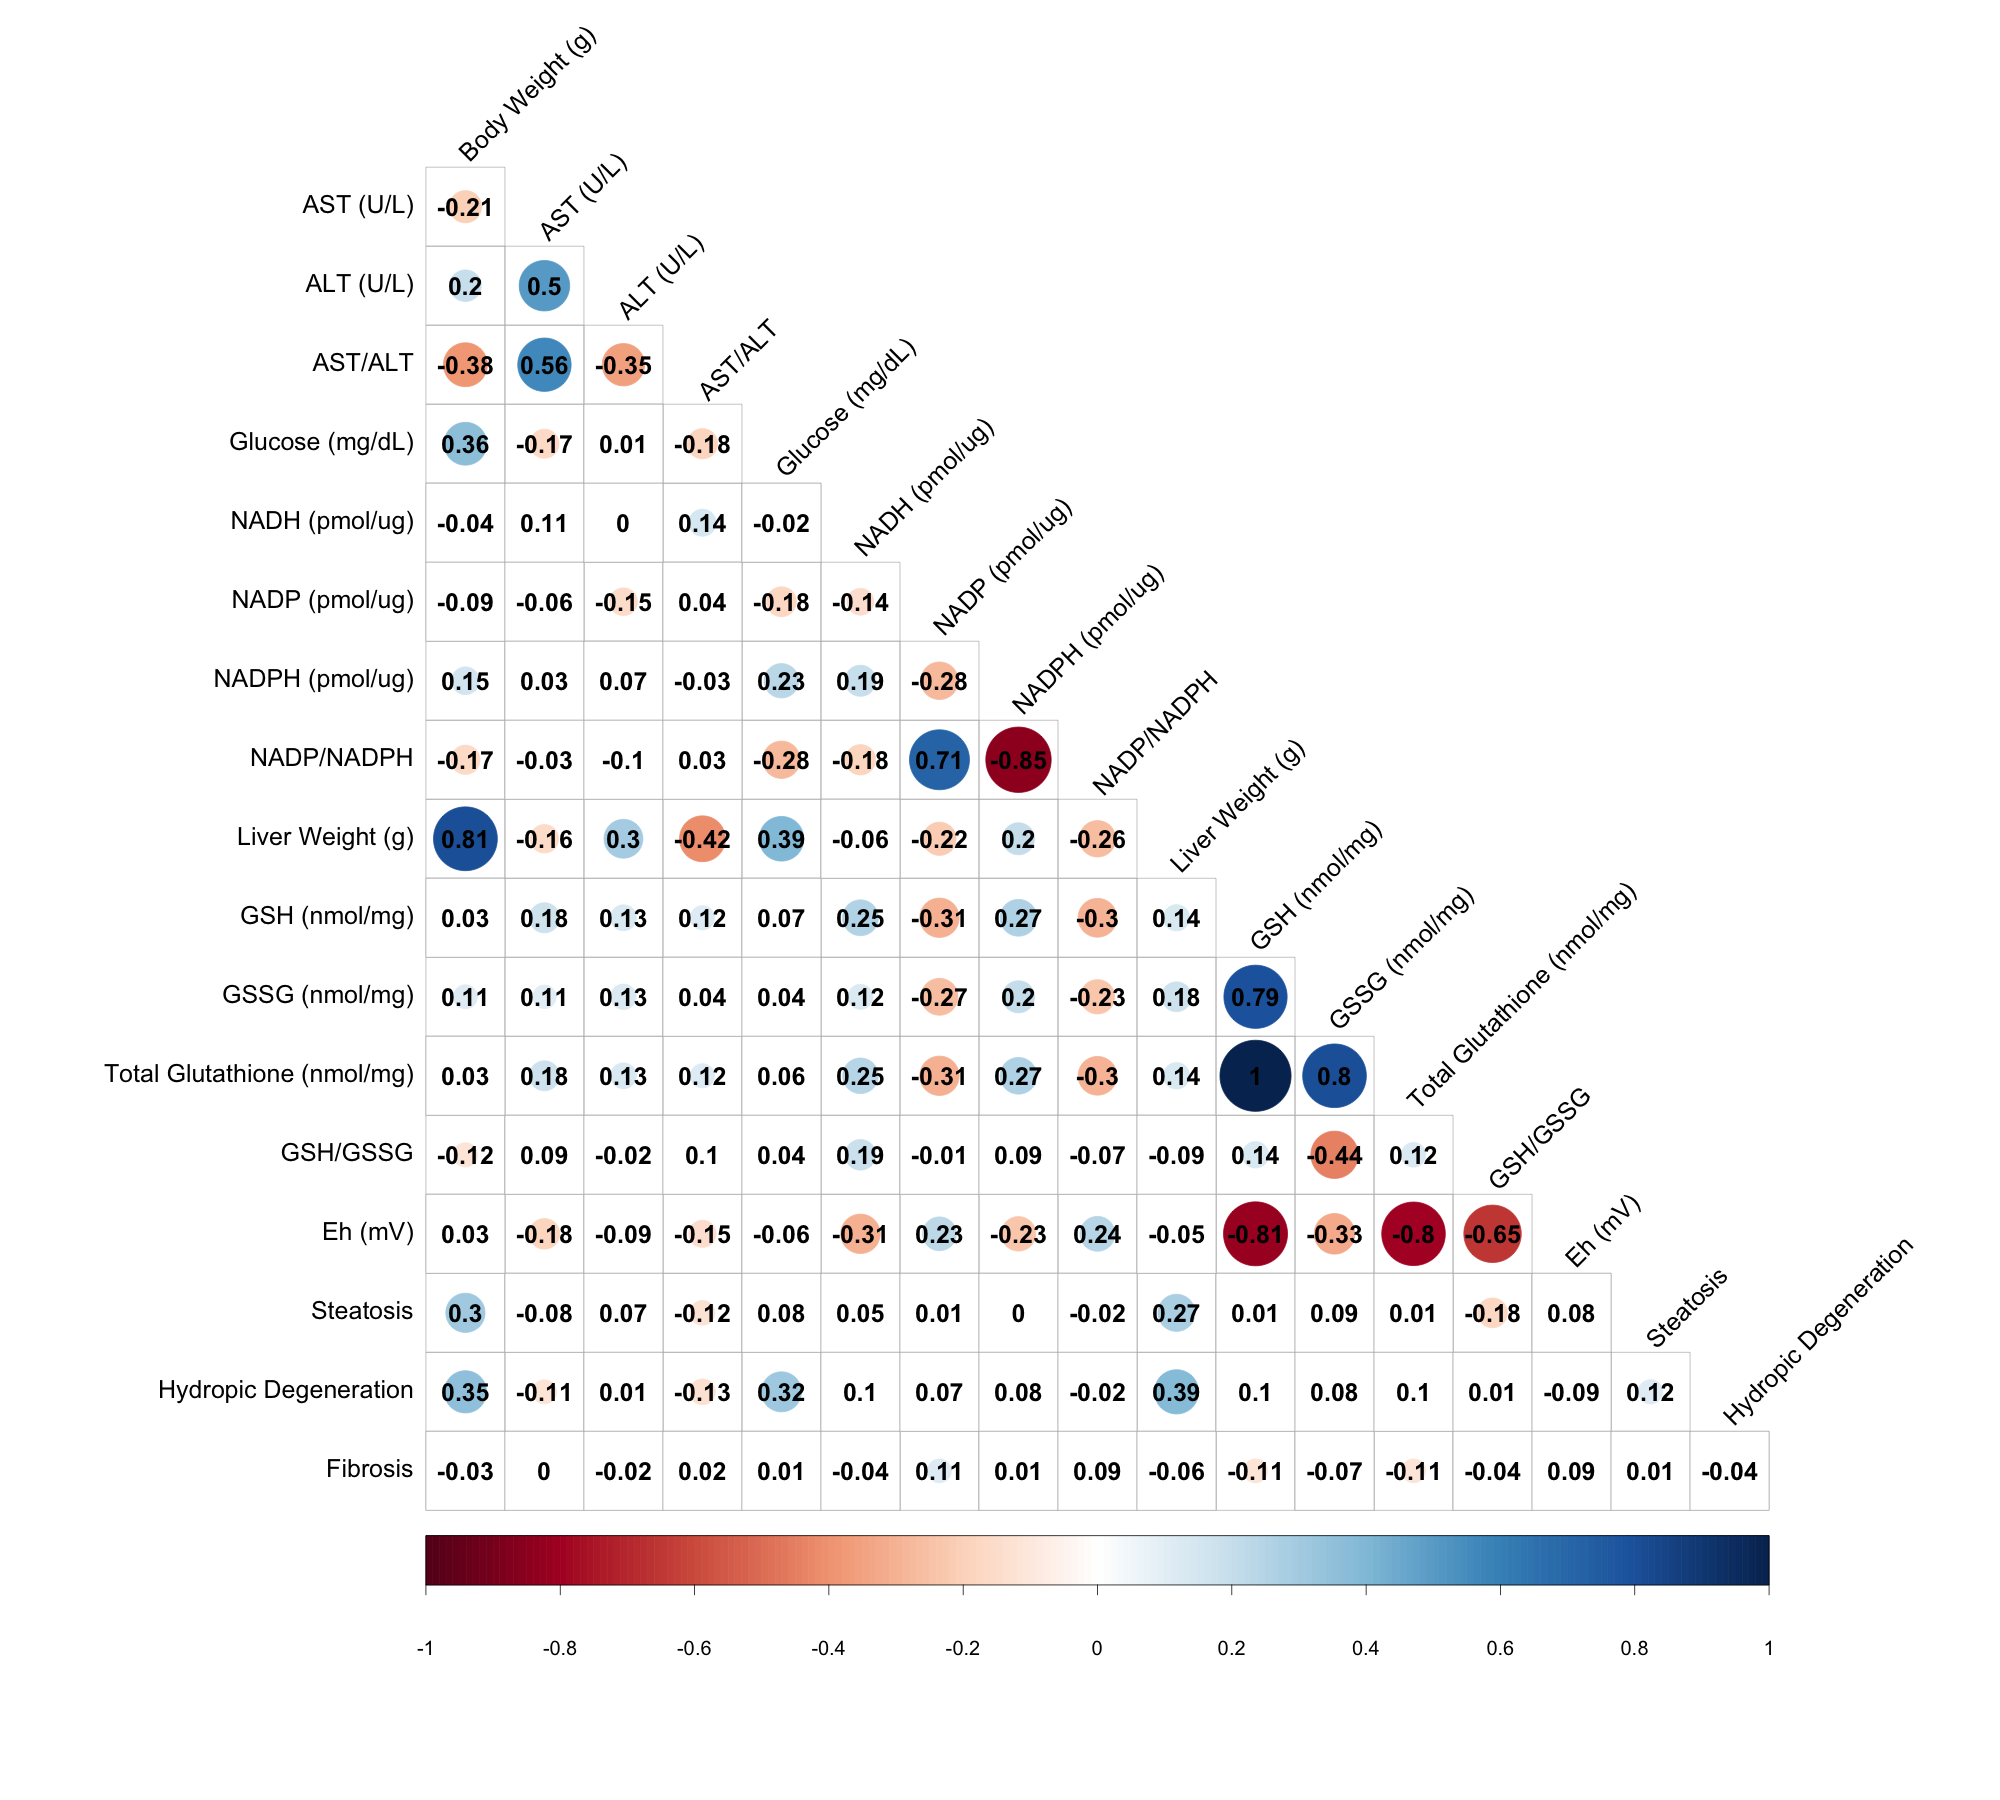 Body Weight (g)
AST (U/L) -0.21 AST (U/L)
ALT (U/L) 0.2 0.5 ALT (U/L)
AST/ALT -0.38 0.56 -0.35 AST/ALT
Glucose (mg/dL) 0.36 -0.17 0.01 -0.18 Glucose (mg/dL)
NADH (pmol/ug) -0.04 0.11 0 0.14 -0.02 NADH (pmol/ug)
NADP (pmol/ug) -0.09 -0.06 -0.15 0.04 -0.18 -0.14 NADP (pmol/ug)
NADPH (pmol/ug) 0.15 0.03 0.07 -0.03 0.23 0.19 -0.28 NADPH (pmol/ug)
NADP/NADPH -0.17 -0.03 -0.1 0.03 -0.28 -0.18 0.71 -0.85 NADP/NADPH
Liver Weight (g) 0.81 -0.16 0.3 -0.42 0.39 -0.06 -0.22 0.2 -0.26 Liver Weight (g)
GSH (nmol/mg) 0.03 0.18 0.13 0.12 0.07 0.25 -0.31 0.27 -0.3 0.14 GSH (nmol/mg)
GSSG (nmol/mg) 0.11 0.11 0.13 0.04 0.04 0.12 -0.27 0.2 -0.23 0.18 0.79 GSSG (nmol/mg)
Total Glutathione (nmol/mg) 0.03 0.18 0.13 0.12 0.06 0.25 -0.31 0.27 -0.3 0.14 1 0.8 Total Glutathione (nmol/mg)
GSH/GSSG -0.12 0.09 -0.02 0.1 0.04 0.19 -0.01 0.09 -0.07 -0.09 0.14 -0.44 0.12 GSH/GSSG
Eh (mV) 0.03 -0.18 -0.09 -0.15 -0.06 -0.31 0.23 -0.23 0.24 -0.05 -0.81 -0.33 -0.8 -0.65 Eh (mV)
Steatosis 0.3 -0.08 0.07 -0.12 0.08 0.05 0.01 0 -0.02 0.27 0.01 0.09 0.01 -0.18 0.08 Steatosis
Hydropic Degeneration 0.35 -0.11 0.01 -0.13 0.32 0.1 0.07 0.08 -0.02 0.39 0.1 0.08 0.1 0.01 -0.09 0.12 Hydropic Degeneration
Fibrosis -0.03 0 -0.02 0.02 0.01 -0.04 0.11 0.01 0.09 -0.06 -0.11 -0.07 -0.11 -0.04 0.09 0.01 -0.04
-1 -0.8 -0.6 -0.4 -0.2 0 0.2 0.4 0.6 0.8 1